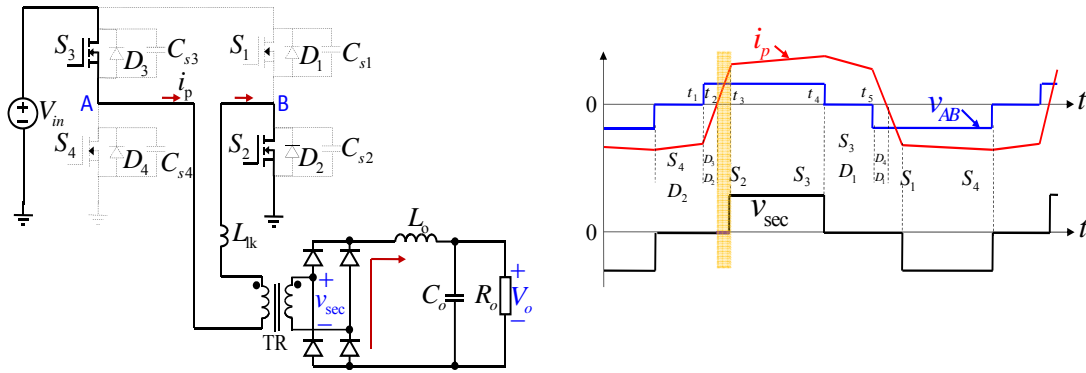 S3
D3
Cs3
S1
D1
Cs1
ip
A
B
Vin
S4
D4
Cs4
S2
D2
Cs2
Llk
Lo
TR
+
vsec
−
Co
Ro
+
Vo
−
ip
t1
t2
t3
t4
t5
t
0
vAB
S4
D2
D3
D2
S2
S3
S3
D1
D4
D1
S1
S4
vsec
0
t